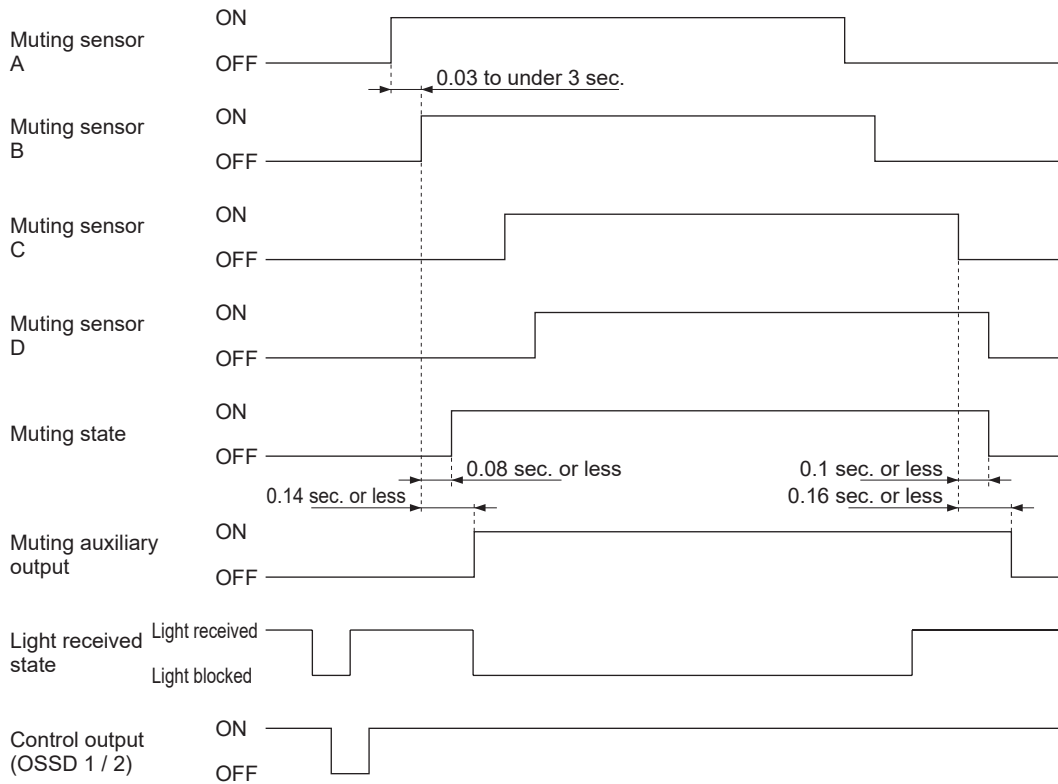 ON
Muting sensor
A
OFF
0.03 to under 3 sec.
ON
Muting sensor
B
OFF
ON
Muting sensor
C
OFF
ON
Muting sensor
D
OFF
ON
Muting state
OFF
0.08 sec. or less
0.1 sec. or less
0.14 sec. or less
0.16 sec. or less
ON
Muting auxiliary
output
OFF
Light received
state
Light received
Light blocked
ON
Control output
(OSSD 1 / 2)
OFF